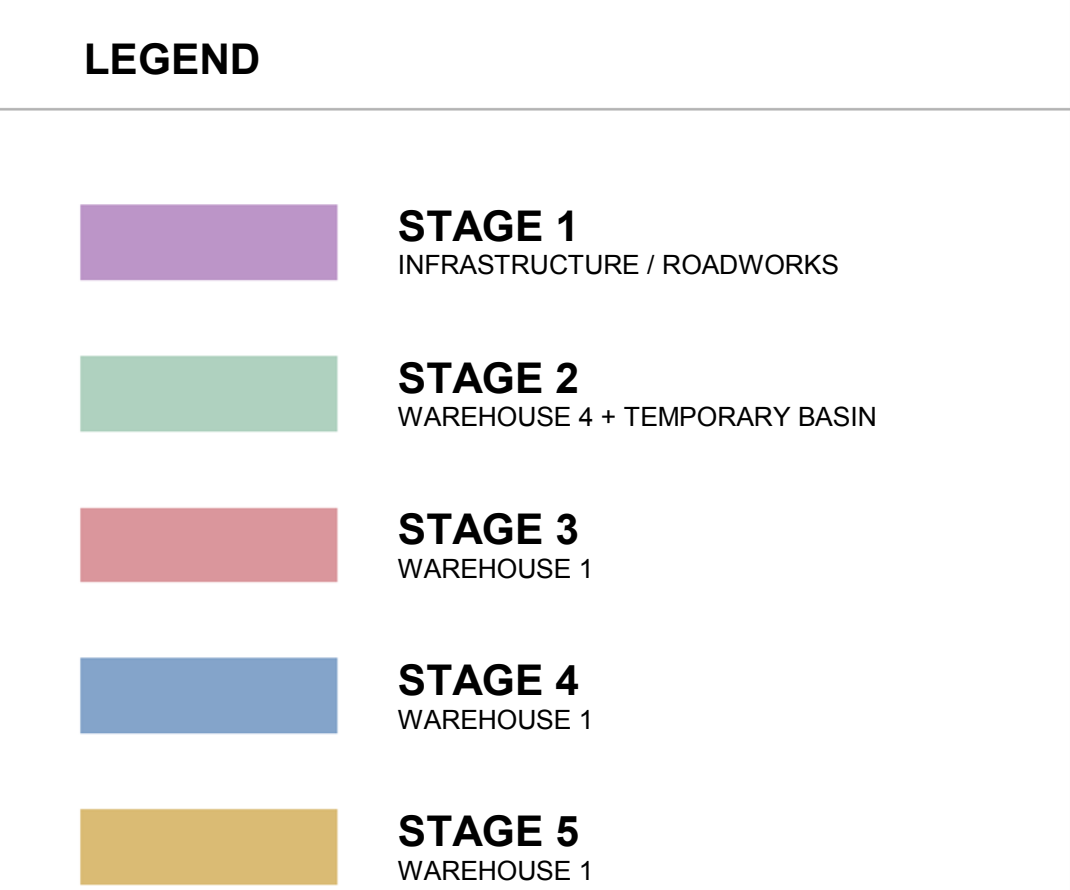 LEGEND
STAGE 1
INFRASTRUCTURE / ROADWORKS
STAGE 2
WAREHOUSE 4 + TEMPORARY BASIN
STAGE 3
WAREHOUSE 1
STAGE 4
WAREHOUSE 1
STAGE 5
WAREHOUSE 1